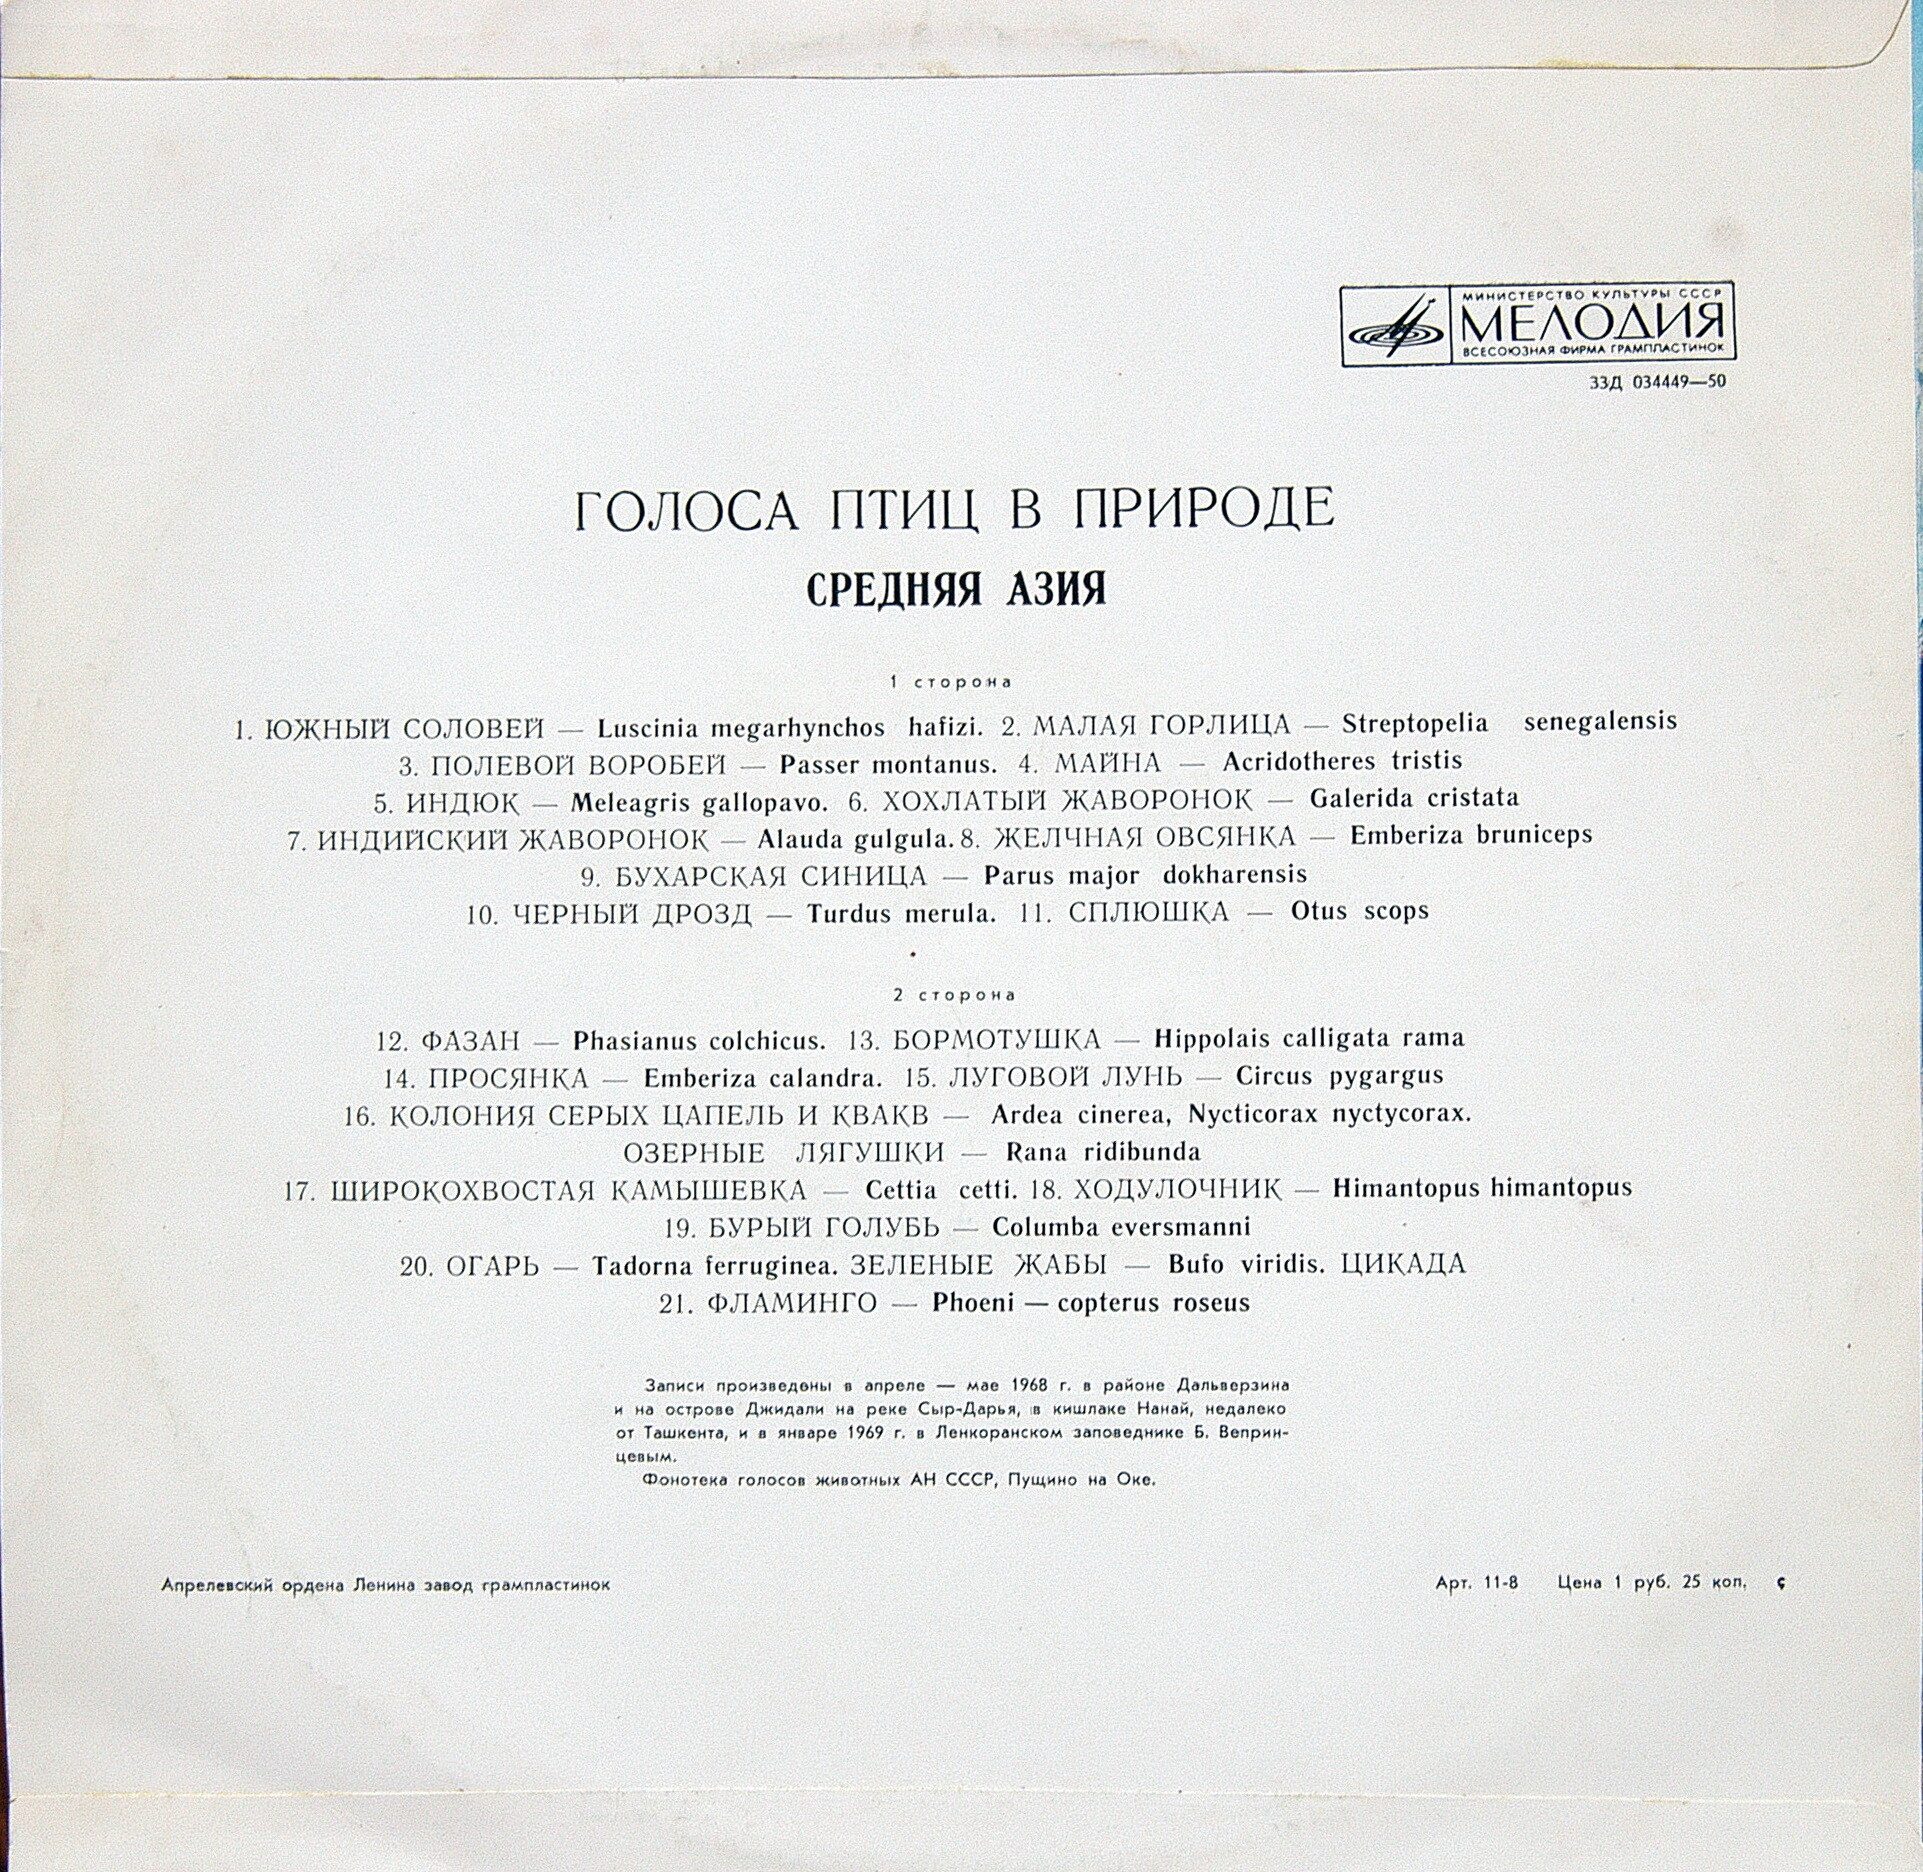 МИНИСТЕРСТВО КУЛЬТУРЫ СССР
МЕЛОДИЯ
ВСЕСОЮЗНАЯ ФИРМА ГРАМПЛАСТИНОК
33Д 034449—50
ГОЛОСА ПТИЦ В ПРИРОДЕ
СРЕДНЯЯ АЗИЯ
1 сторона
1. ЮЖНЫЙ СОЛОВЕЙ — Luscinia megarhynchos hafizi. 2. МАЛАЯ ГОРЛИЦА — Streptopelia senegalensis
3. ПОЛЕВОЙ ВОРОБЕЙ — Passer montanus. 4. МАЙНА — Acridotheres tristis
5. ИНДЮК — Meleagris gallopavo. 6. ХОХЛАТЫЙ ЖАВОРОНОК — Galerida cristata
7. ИНДИЙСКИЙ ЖАВОРОНОК — Alauda gulgula. 8. ЖЕЛЧНАЯ ОВСЯНКА — Emberiza bruniceps
9. БУХАРСКАЯ СИНИЦА — Parus major dokharensis
10. ЧЕРНЫЙ ДРОЗД — Turdus merula. 11. СПЛЮШКА — Otus scops
2 сторона
12. ФАЗАН — Phasianus colchicus. 13. БОРМОТУШКА — Hippolais calligata rama
14. ПРОСЯНКА — Emberiza calandra. 15. ЛУГОВОЙ ЛУНЬ — Circus pygargus
16. КОЛОНИЯ СЕРЫХ ЦАПЕЛЬ И КВАКВ — Ardea cinerea, Nycticorax nyctycorax.
ОЗЕРНЫЕ ЛЯГУШКИ — Rana ridibunda
17. ШИРОКОХВОСТАЯ КАМЫШЕВКА — Cettia cetti. 18. ХОДУЛОЧНИК — Himantopus himantopus
19. БУРЫЙ ГОЛУБЬ — Columba eversmanni
20. ОГАРЬ — Tadorna ferruginea. ЗЕЛЕНЫЕ ЖАБЫ — Bufo viridis. ЦИКАДА
21. ФЛАМИНГО — Phoeni — copterus roseus
Записи произведены в апреле — мае 1968 г. в районе Дальверзина
и на острове Джидали на реке Сыр-Дарья, в кишлаке Нанай, недалеко
от Ташкента, и в январе 1969 г. в Ленкоранском заповеднике Б. Веприн-
цевым.
Фонотека голосов животных АН СССР, Пущино на Оке.
Апрелевский ордена Ленина завод грампластинок
Арт. 11-8 Цена 1 руб. 25 коп.